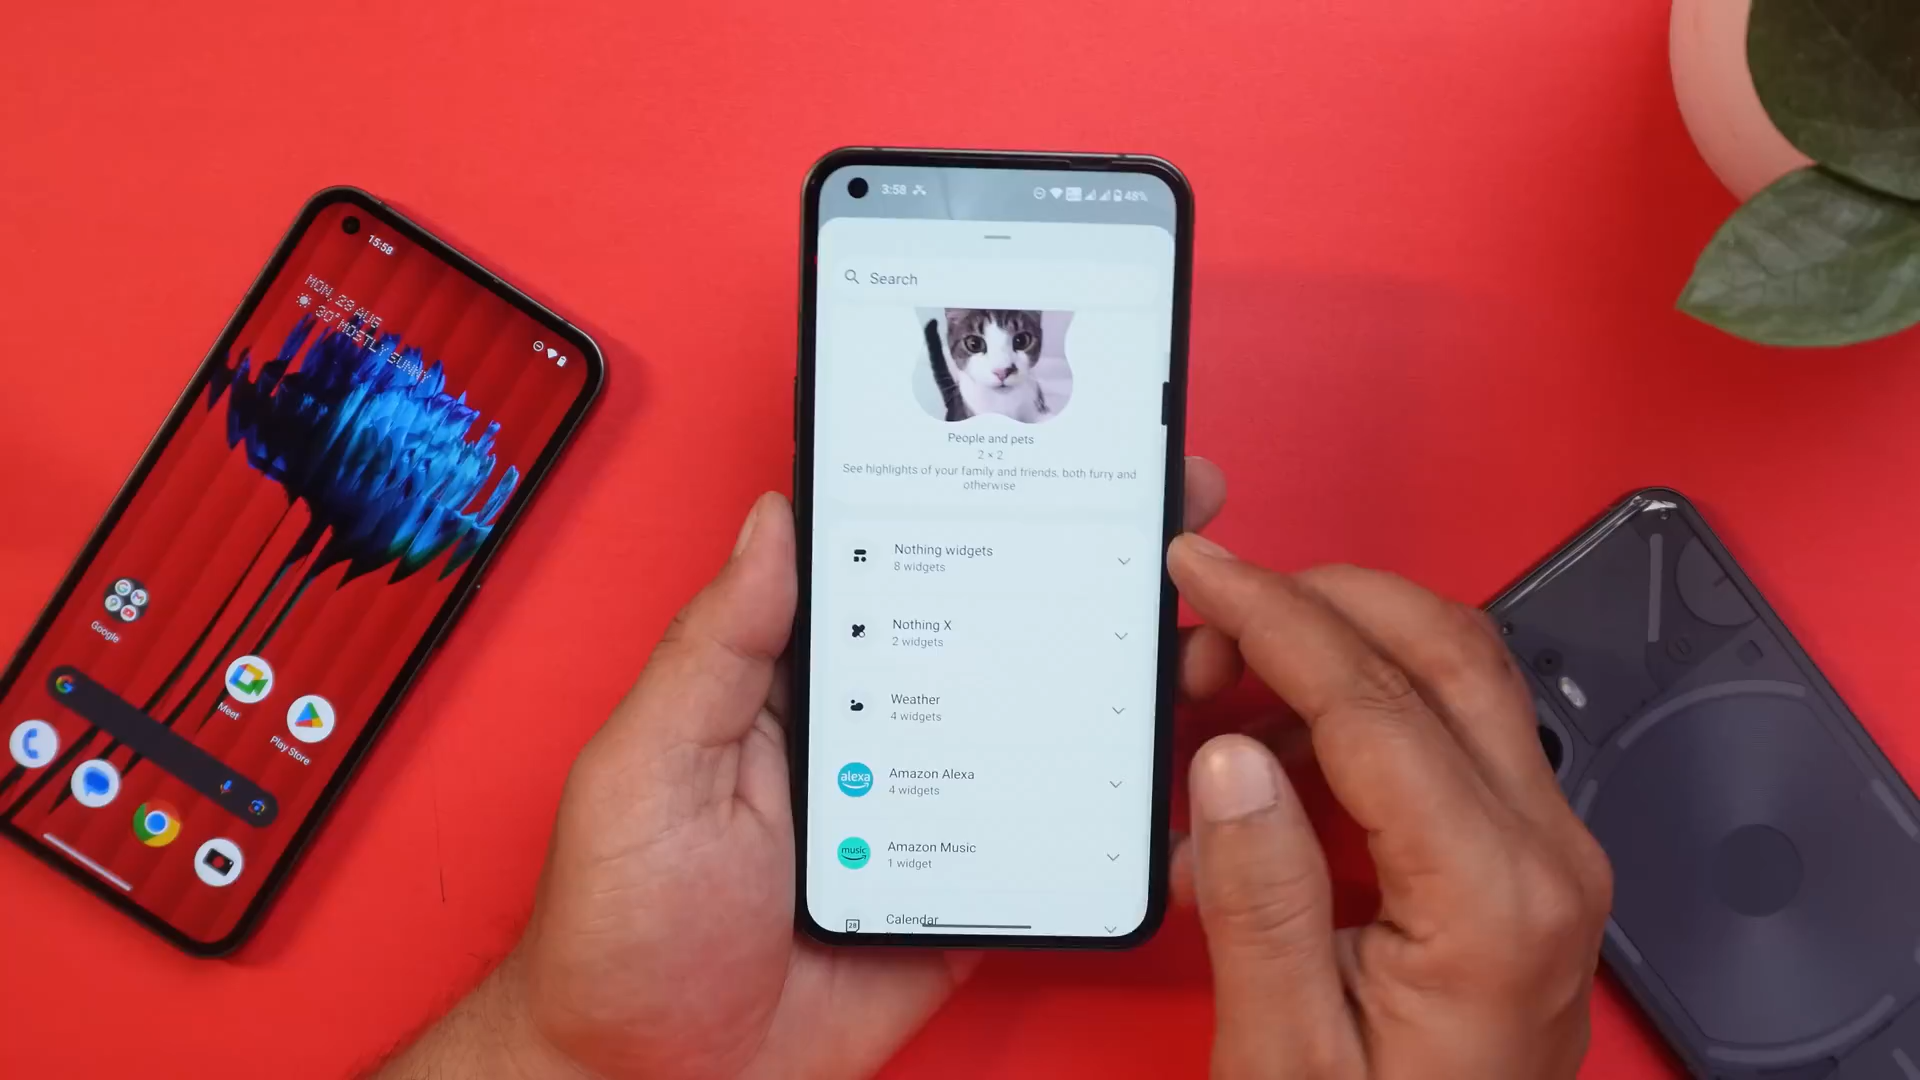 15:58
MON, 28 AUG
30° MOSTLY SUNNY
Google
Meet
Play Store
3:58
48%
Search
People and pets
2 × 2
See highlights of your family and friends, both furry and
otherwise
Nothing widgets
8 widgets
Nothing X
2 widgets
Weather
4 widgets
alexa
Amazon Alexa
4 widgets
music
Amazon Music
1 widget
28
Calendar